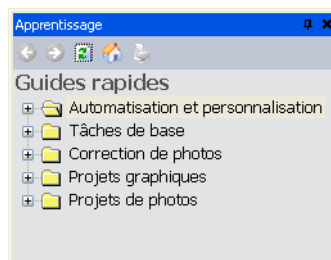 Apprentissage
Guides rapides
Automatisation et personnalisation
Tâches de base
Correction de photos
Projets graphiques
Projets de photos